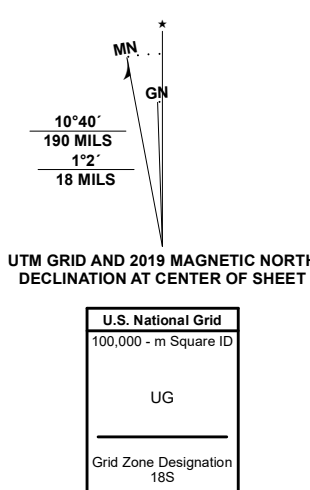 ★
MN
GN
10°40´
190 MILS
1°2´
18 MILS
UTM GRID AND 2019 MAGNETIC NORTH
DECLINATION AT CENTER OF SHEET
U.S. National Grid
100,000 - m Square ID
UG
Grid Zone Designation
18S